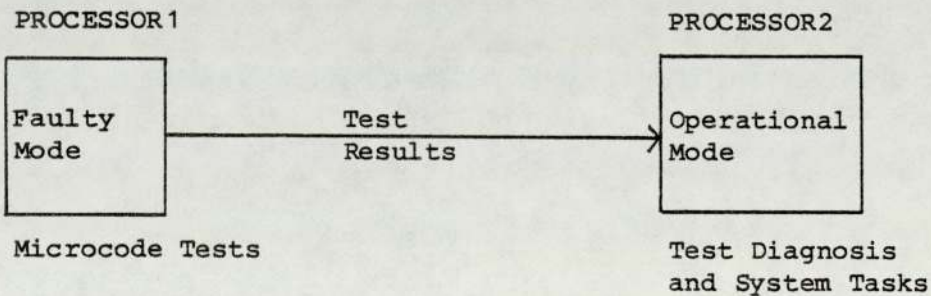 PROCESSOR1
PROCESSOR2
Faulty
Mode
Test
Results
Operational
Mode
Microcode Tests
Test Diagnosis
and System Tasks